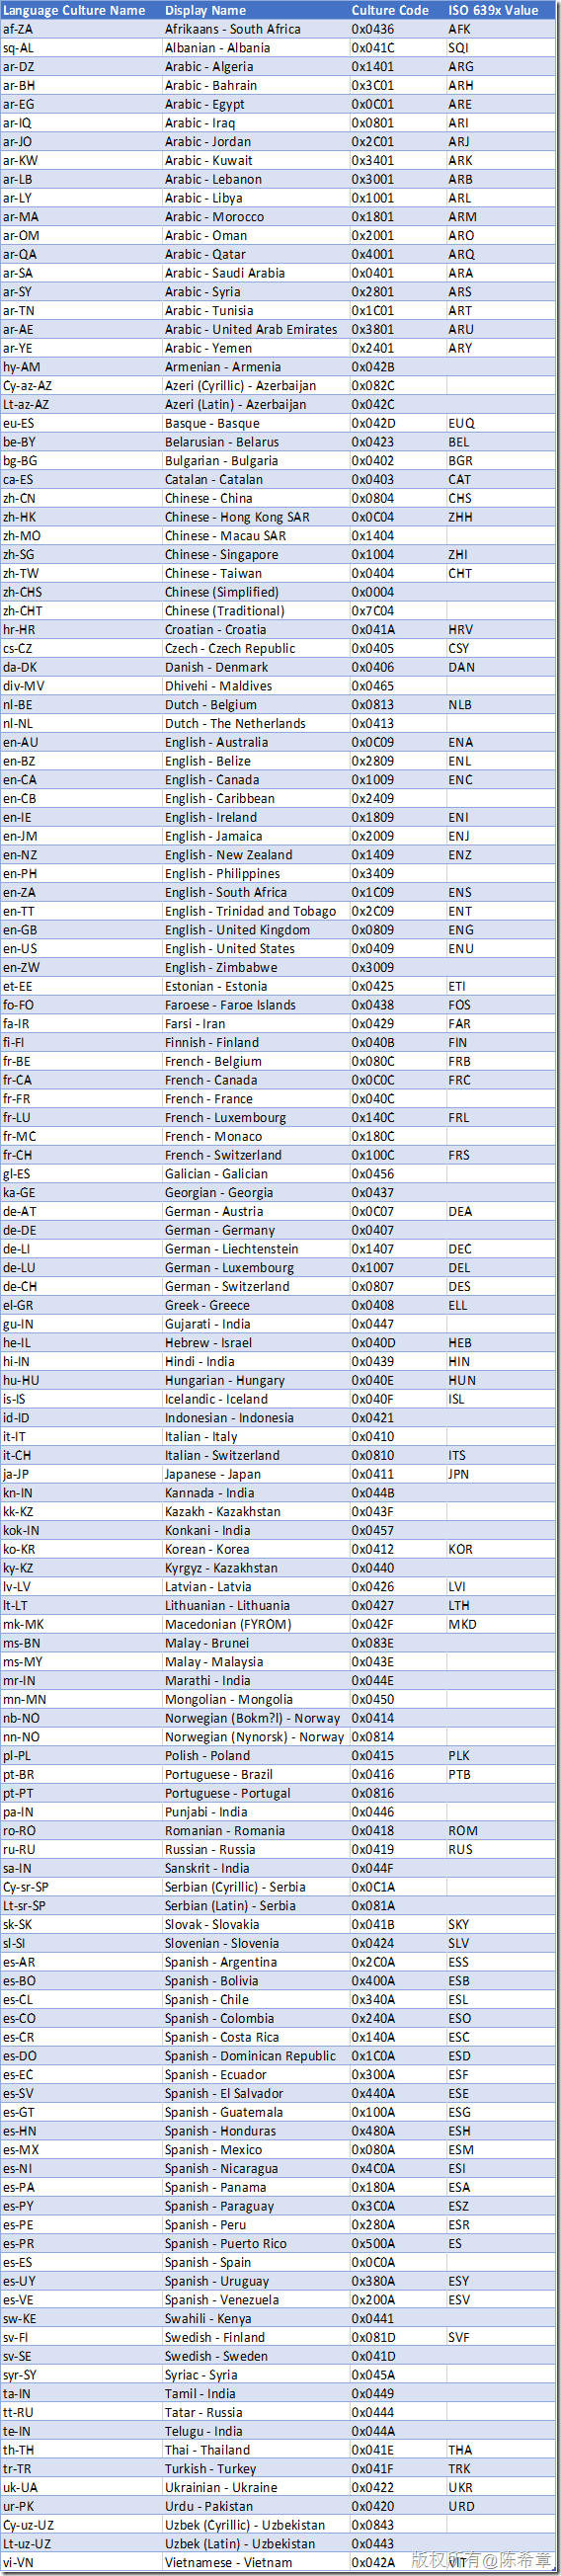 Language Culture Name Display Name Culture Code ISO 639x Value
af-ZA Afrikaans - South Africa 0x0436 AFK
sq-AL Albanian - Albania 0x041C SQI
ar-DZ Arabic - Algeria 0x1401 ARG
ar-BH Arabic - Bahrain 0x3C01 ARH
ar-EG Arabic - Egypt 0x0C01 ARE
ar-IQ Arabic - Iraq 0x0801 ARI
ar-JO Arabic - Jordan 0x2C01 ARJ
ar-KW Arabic - Kuwait 0x3401 ARK
ar-LB Arabic - Lebanon 0x3001 ARB
ar-LY Arabic - Libya 0x1001 ARL
ar-MA Arabic - Morocco 0x1801 ARM
ar-OM Arabic - Oman 0x2001 ARO
ar-QA Arabic - Qatar 0x4001 ARQ
ar-SA Arabic - Saudi Arabia 0x0401 ARA
ar-SY Arabic - Syria 0x2801 ARS
ar-TN Arabic - Tunisia 0x1C01 ART
ar-AE Arabic - United Arab Emirates 0x3801 ARU
ar-YE Arabic - Yemen 0x2401 ARY
hy-AM Armenian - Armenia 0x042B
Cy-az-AZ Azeri (Cyrillic) - Azerbaijan 0x082C
Lt-az-AZ Azeri (Latin) - Azerbaijan 0x042C
eu-ES Basque - Basque 0x042D EUQ
be-BY Belarusian - Belarus 0x0423 BEL
bg-BG Bulgarian - Bulgaria 0x0402 BGR
ca-ES Catalan - Catalan 0x0403 CAT
zh-CN Chinese - China 0x0804 CHS
zh-HK Chinese - Hong Kong SAR 0x0C04 ZHH
zh-MO Chinese - Macau SAR 0x1404
zh-SG Chinese - Singapore 0x1004 ZHI
zh-TW Chinese - Taiwan 0x0404 CHT
zh-CHS Chinese (Simplified) 0x0004
zh-CHT Chinese (Traditional) 0x7C04
hr-HR Croatian - Croatia 0x041A HRV
cs-CZ Czech - Czech Republic 0x0405 CSY
da-DK Danish - Denmark 0x0406 DAN
div-MV Dhivehi - Maldives 0x0465
nl-BE Dutch - Belgium 0x0813 NLB
nl-NL Dutch - The Netherlands 0x0413
en-AU English - Australia 0x0C09 ENA
en-BZ English - Belize 0x2809 ENL
en-CA English - Canada 0x1009 ENC
en-CB English - Caribbean 0x2409
en-IE English - Ireland 0x1809 ENI
en-JM English - Jamaica 0x2009 ENJ
en-NZ English - New Zealand 0x1409 ENZ
en-PH English - Philippines 0x3409
en-ZA English - South Africa 0x1C09 ENS
en-TT English - Trinidad and Tobago 0x2C09 ENT
en-GB English - United Kingdom 0x0809 ENG
en-US English - United States 0x0409 ENU
en-ZW English - Zimbabwe 0x3009
et-EE Estonian - Estonia 0x0425 ETI
fo-FO Faroese - Faroe Islands 0x0438 FOS
fa-IR Farsi - Iran 0x0429 FAR
fi-FI Finnish - Finland 0x040B FIN
fr-BE French - Belgium 0x080C FRB
fr-CA French - Canada 0x0C0C FRC
fr-FR French - France 0x040C
fr-LU French - Luxembourg 0x140C FRL
fr-MC French - Monaco 0x180C
fr-CH French - Switzerland 0x100C FRS
gl-ES Galician - Galician 0x0456
ka-GE Georgian - Georgia 0x0437
de-AT German - Austria 0x0C07 DEA
de-DE German - Germany 0x0407
de-LI German - Liechtenstein 0x1407 DEC
de-LU German - Luxembourg 0x1007 DEL
de-CH German - Switzerland 0x0807 DES
el-GR Greek - Greece 0x0408 ELL
gu-IN Gujarati - India 0x0447
he-IL Hebrew - Israel 0x040D HEB
hi-IN Hindi - India 0x0439 HIN
hu-HU Hungarian - Hungary 0x040E HUN
is-IS Icelandic - Iceland 0x040F ISL
id-ID Indonesian - Indonesia 0x0421
it-IT Italian - Italy 0x0410
it-CH Italian - Switzerland 0x0810 ITS
ja-JP Japanese - Japan 0x0411 JPN
kn-IN Kannada - India 0x044B
kk-KZ Kazakh - Kazakhstan 0x043F
kok-IN Konkani - India 0x0457
ko-KR Korean - Korea 0x0412 KOR
ky-KZ Kyrgyz - Kazakhstan 0x0440
lv-LV Latvian - Latvia 0x0426 LVI
lt-LT Lithuanian - Lithuania 0x0427 LTH
mk-MK Macedonian (FYROM) 0x042F MKD
ms-BN Malay - Brunei 0x083E
ms-MY Malay - Malaysia 0x043E
mr-IN Marathi - India 0x044E
mn-MN Mongolian - Mongolia 0x0450
nb-NO Norwegian (Bokm?l) - Norway 0x0414
nn-NO Norwegian (Nynorsk) - Norway 0x0814
pl-PL Polish - Poland 0x0415 PLK
pt-BR Portuguese - Brazil 0x0416 PTB
pt-PT Portuguese - Portugal 0x0816
pa-IN Punjabi - India 0x0446
ro-RO Romanian - Romania 0x0418 ROM
ru-RU Russian - Russia 0x0419 RUS
sa-IN Sanskrit - India 0x044F
Cy-sr-SP Serbian (Cyrillic) - Serbia 0x0C1A
Lt-sr-SP Serbian (Latin) - Serbia 0x081A
sk-SK Slovak - Slovakia 0x041B SKY
sl-SI Slovenian - Slovenia 0x0424 SLV
es-AR Spanish - Argentina 0x2C0A ESS
es-BO Spanish - Bolivia 0x400A ESB
es-CL Spanish - Chile 0x340A ESL
es-CO Spanish - Colombia 0x240A ESO
es-CR Spanish - Costa Rica 0x140A ESC
es-DO Spanish - Dominican Republic 0x1C0A ESD
es-EC Spanish - Ecuador 0x300A ESF
es-SV Spanish - El Salvador 0x440A ESE
es-GT Spanish - Guatemala 0x100A ESG
es-HN Spanish - Honduras 0x480A ESH
es-MX Spanish - Mexico 0x080A ESM
es-NI Spanish - Nicaragua 0x4C0A ESI
es-PA Spanish - Panama 0x180A ESA
es-PY Spanish - Paraguay 0x3C0A ESZ
es-PE Spanish - Peru 0x280A ESR
es-PR Spanish - Puerto Rico 0x500A ES
es-ES Spanish - Spain 0x0C0A
es-UY Spanish - Uruguay 0x380A ESY
es-VE Spanish - Venezuela 0x200A ESV
sw-KE Swahili - Kenya 0x0441
sv-FI Swedish - Finland 0x081D SVF
sv-SE Swedish - Sweden 0x041D
syr-SY Syriac - Syria 0x045A
ta-IN Tamil - India 0x0449
tt-RU Tatar - Russia 0x0444
te-IN Telugu - India 0x044A
th-TH Thai - Thailand 0x041E THA
tr-TR Turkish - Turkey 0x041F TRK
uk-UA Ukrainian - Ukraine 0x0422 UKR
ur-PK Urdu - Pakistan 0x0420 URD
Cy-uz-UZ Uzbek (Cyrillic) - Uzbekistan 0x0843
Lt-uz-UZ Uzbek (Latin) - Uzbekistan 0x0443
vi-VN Vietnamese - Vietnam 0x042A VIT
版权所有@陈希章